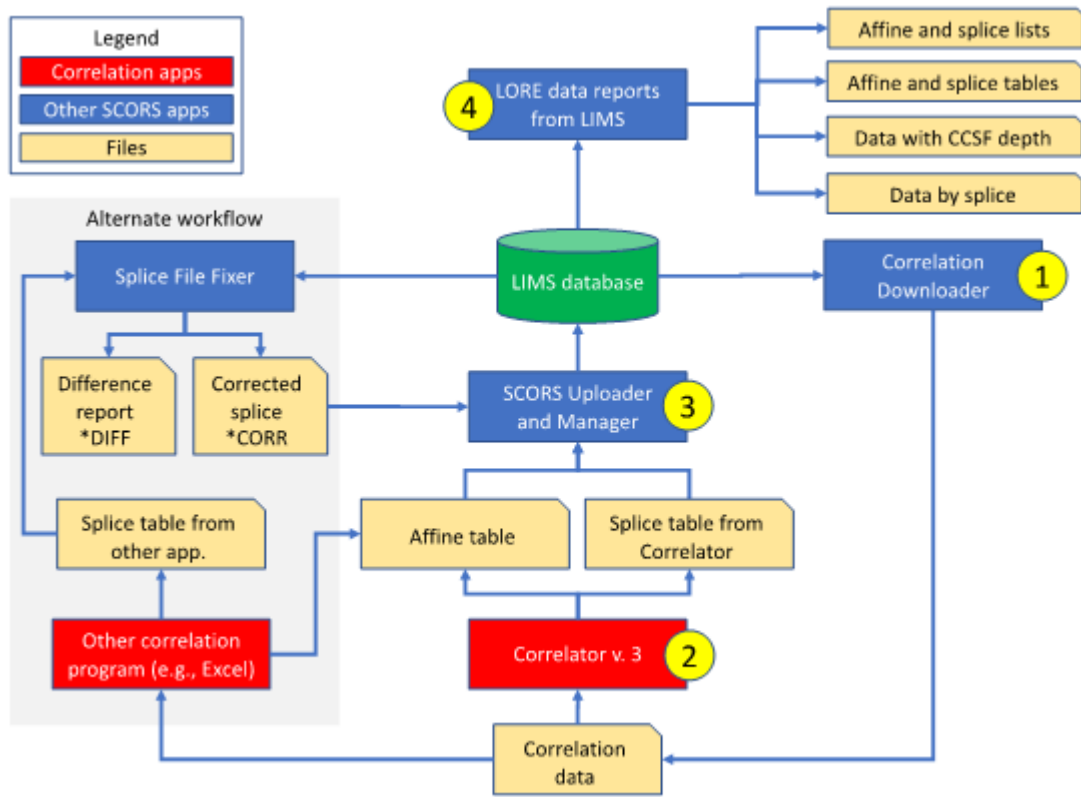 Legend
Correlation apps
Other SCORS apps
Files
4
LORE data reports
from LIMS
Affine and splice lists
Affine and splice tables
Data with CCSF depth
Data by splice
Alternate workflow
Splice File Fixer
LIMS database
Correlation
Downloader
1
Difference
report
*DIFF
Corrected
splice
*CORR
SCORS Uploader
and Manager
3
Splice table from
other app.
Affine table
Splice table from
Correlator
Other correlation
program (e.g., Excel)
Correlator v. 3
2
Correlation
data